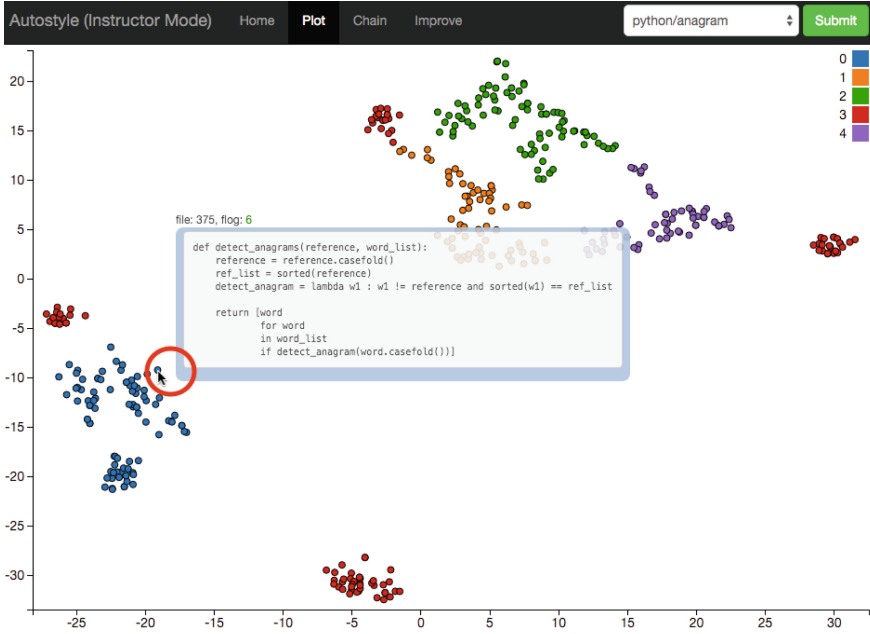 Autostyle (Instructor Mode) Home Plot Chain Improve python/anagram Submit
0
1
2
3
4
20
15
10
5
0
-5
-10
-15
-20
-25
-30
file: 375, flog: 6
def detect_anagrams(reference, word_list):
reference = reference.casefold()
ref_list = sorted(reference)
detect_anagram = lambda w1 : w1 != reference and sorted(w1) == ref_list
return [word
for word
in word_list
if detect_anagram(word.casefold())]
-25 -20 -15 -10 -5 0 5 10 15 20 25 30